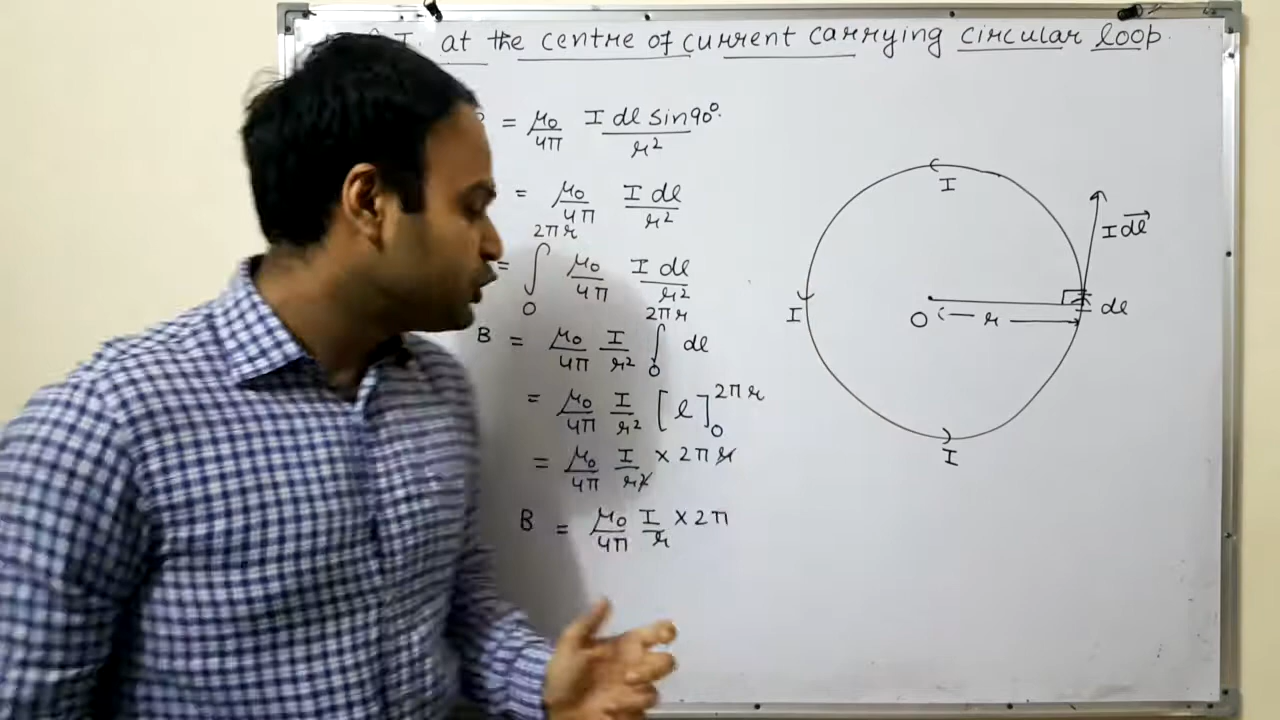 I. at the centre of current carrying circular loop.
= μ₀/4π I dl sin90°/r²
= μ₀/4π I dl/r²
= ∫₀^2πr μ₀/4π I dl/r²
B = μ₀/4π I/r² ∫₀^2πr dl
= μ₀/4π I/r² [l]₀^2πr
= μ₀/4π I/r² × 2πr
B = μ₀/4π I/r × 2π
I
I dl⃗
I
O
r
dl
I